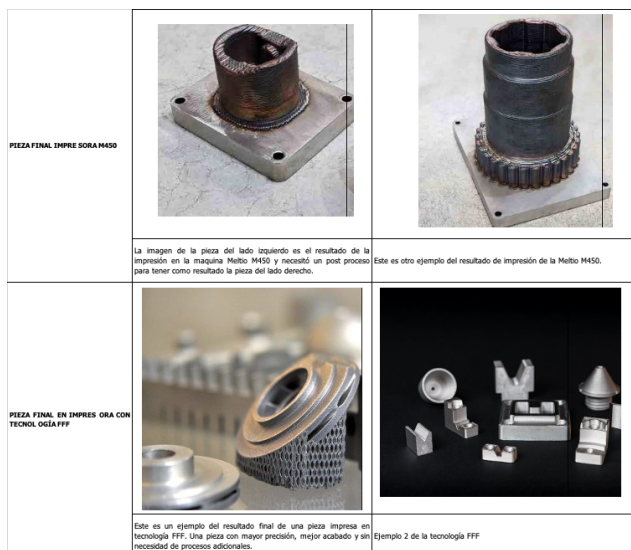 PIEZA FINAL IMPRE SORA M450
La imagen de la pieza del lado izquierdo es el resultado de la
impresión en la maquina Meltio M450 y necesitó un post proceso
para tener como resultado la pieza del lado derecho.
Este es otro ejemplo del resultado de impresión de la Meltio M450.
PIEZA FINAL EN IMPRES ORA CON
TECNOL OGÍA FFF
Este es un ejemplo del resultado final de una pieza impresa en
tecnología FFF. Una pieza con mayor precisión, mejor acabado y sin
necesidad de procesos adicionales.
Ejemplo 2 de la tecnología FFF